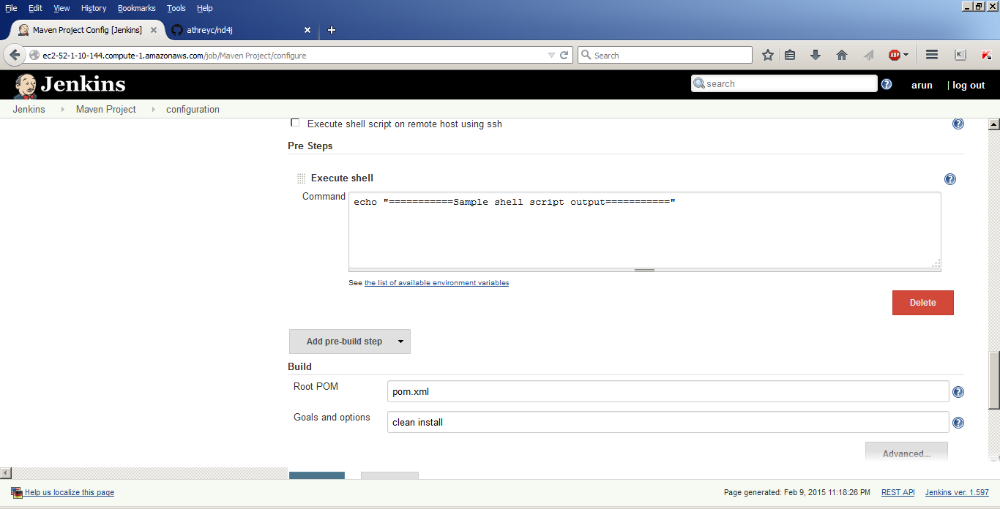 File Edit View History Bookmarks Tools Help
Maven Project Config [Jenkins] athreyc/nd4j
ec2-52-1-10-144.compute-1.amazonaws.com/job/Maven Project/configure Search ABP K
Jenkins search arun | log out
Jenkins Maven Project configuration
Execute shell script on remote host using ssh
Pre Steps
Execute shell
Command echo "===========Sample shell script output==========="
See the list of available environment variables
Delete
Add pre-build step
Build
Root POM pom.xml
Goals and options clean install
Advanced...
Help us localize this page Page generated: Feb 9, 2015 11:18:26 PM REST API Jenkins ver. 1.597